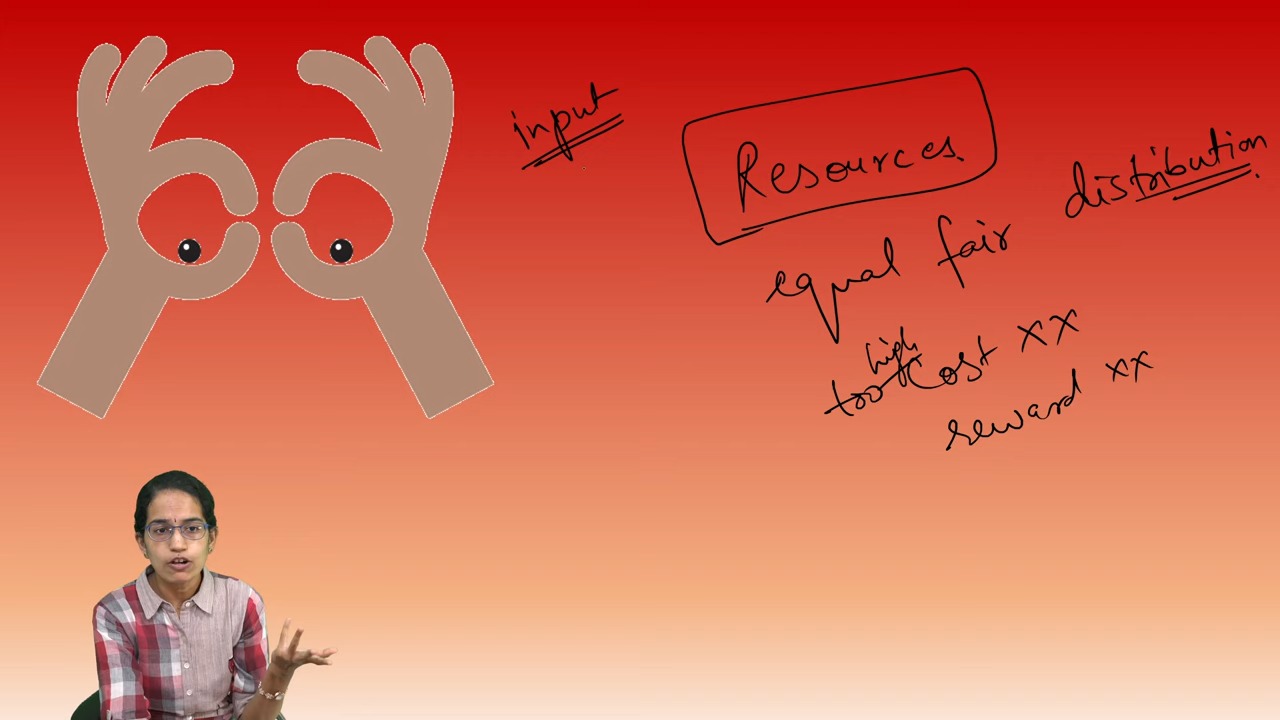 input
Resources
equal fair distribution
too high Cost xx
reward xx